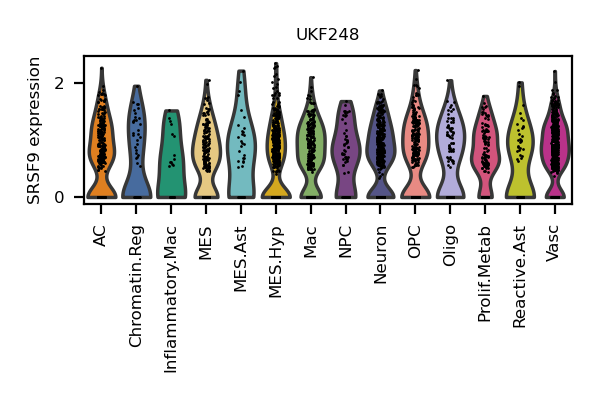 UKF248
SRSF9 expression
2
0
AC
Chromatin.Reg
Inflammatory.Mac
MES
MES.Ast
MES.Hyp
Mac
NPC
Neuron
OPC
Oligo
Prolif.Metab
Reactive.Ast
Vasc